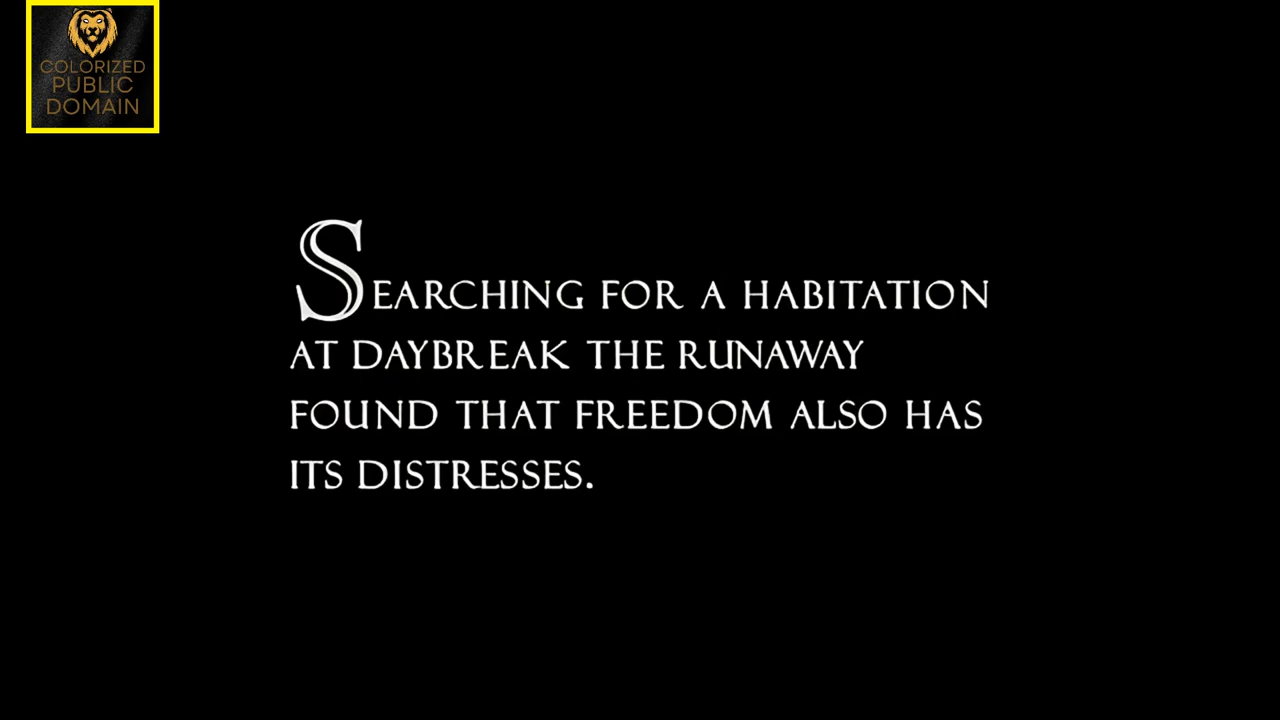 COLORIZED
PUBLIC
DOMAIN
SEARCHING FOR A HABITATION
AT DAYBREAK THE RUNAWAY
FOUND THAT FREEDOM ALSO HAS
ITS DISTRESSES.